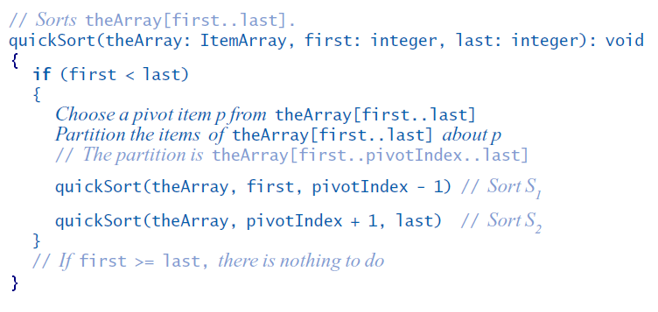 // Sorts theArray[first..last].
quickSort(theArray: ItemArray, first: integer, last: integer): void
{
if (first < last)
{
Choose a pivot item p from theArray[first..last]
Partition the items of theArray[first..last] about p
// The partition is theArray[first..pivotIndex..last]
quickSort(theArray, first, pivotIndex - 1) // Sort S1
quickSort(theArray, pivotIndex + 1, last) // Sort S2
}
// If first >= last, there is nothing to do
}